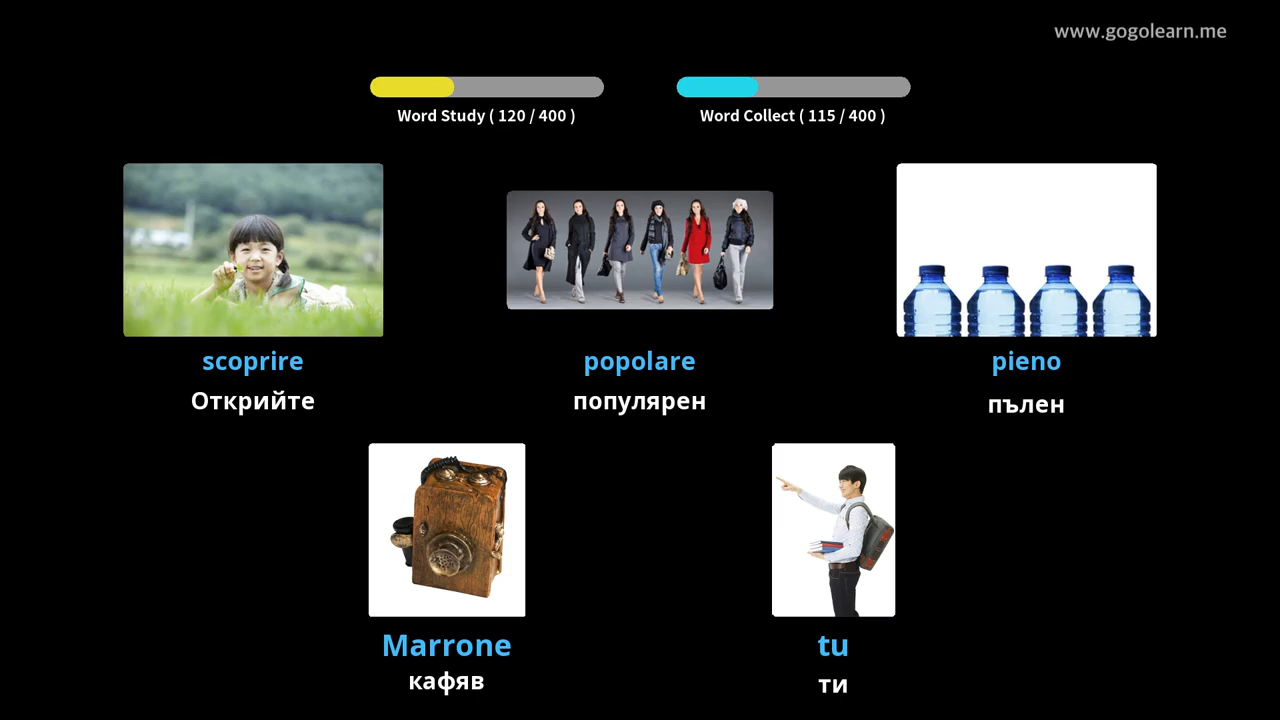 www.gogolearn.me
Word Study ( 120 / 400 )
Word Collect ( 115 / 400 )
scoprire
Открийте
popolare
популярен
pieno
пълен
Marrone
кафяв
tu
ти